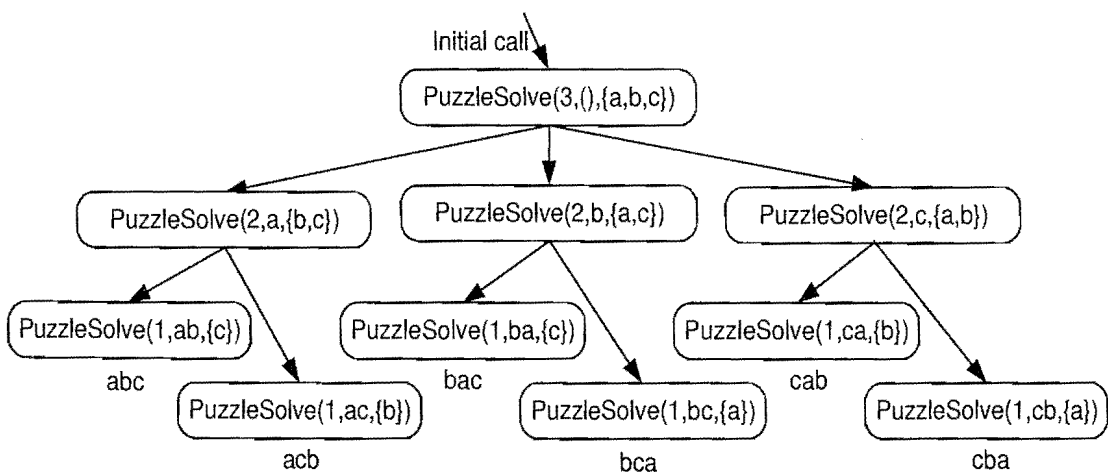 Initial call
PuzzleSolve(3,(),{a,b,c})
PuzzleSolve(2,a,{b,c})
PuzzleSolve(2,b,{a,c})
PuzzleSolve(2,c,{a,b})
PuzzleSolve(1,ab,{c})
abc
PuzzleSolve(1,ba,{c})
bac
PuzzleSolve(1,ca,{b})
cab
PuzzleSolve(1,ac,{b})
acb
PuzzleSolve(1,bc,{a})
bca
PuzzleSolve(1,cb,{a})
cba